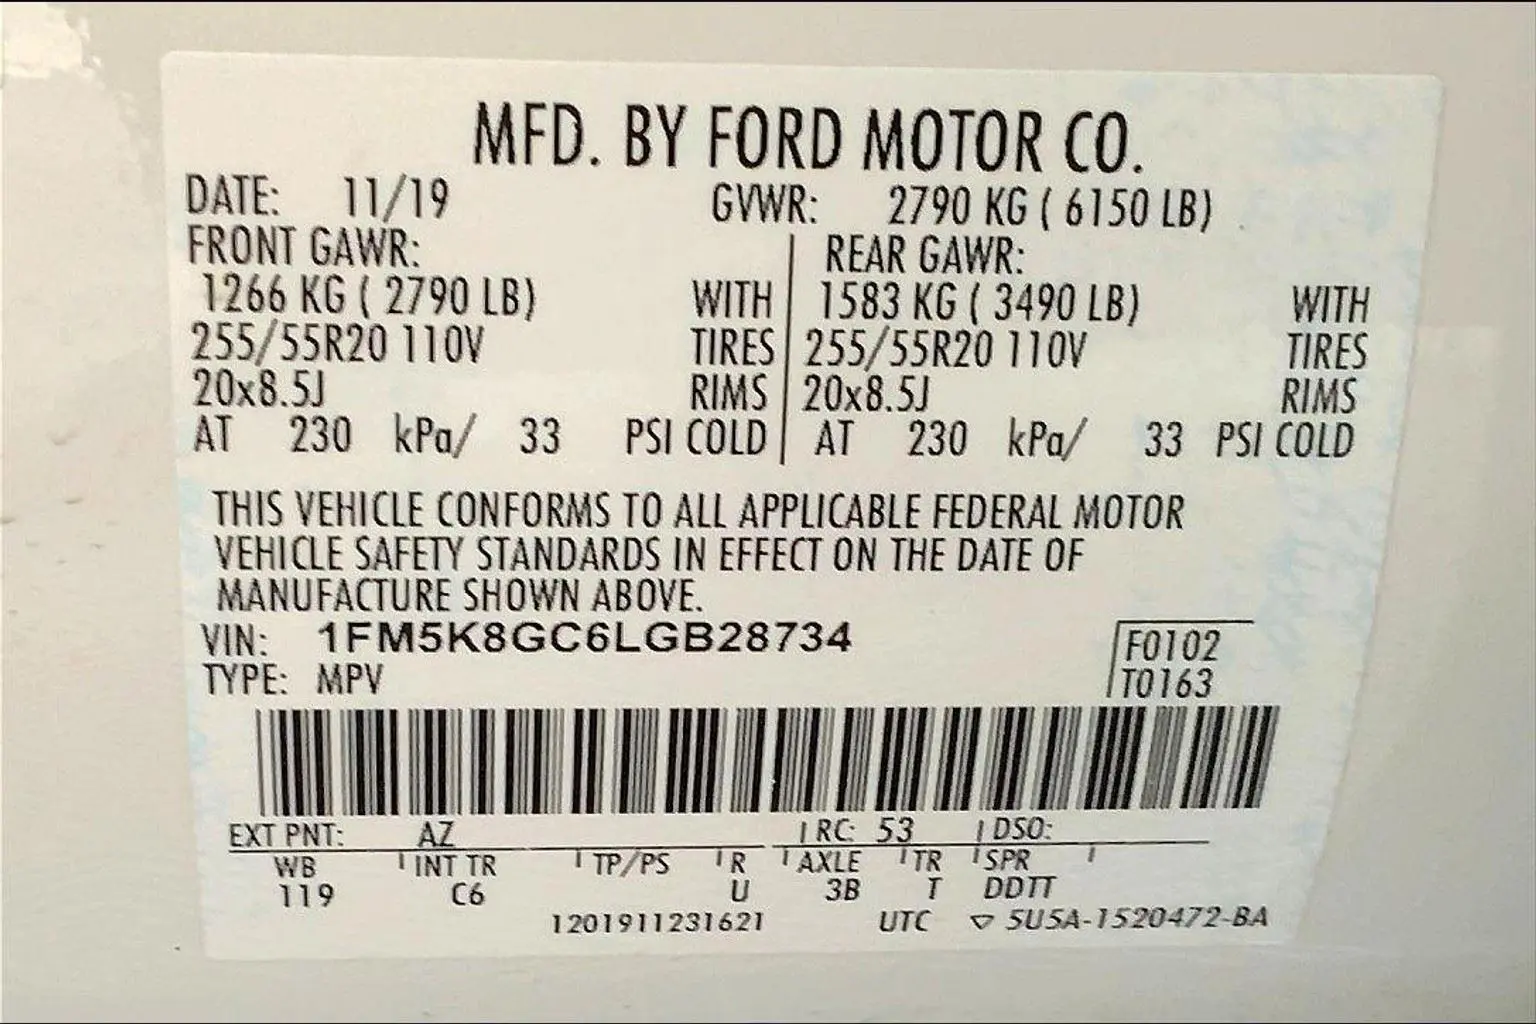 MFD. BY FORD MOTOR CO.
DATE: 11/19 GVWR: 2790 KG ( 6150 LB)
FRONT GAWR: REAR GAWR:
1266 KG ( 2790 LB) WITH 1583 KG ( 3490 LB) WITH
255/55R20 110V TIRES 255/55R20 110V TIRES
20x8.5J RIMS 20x8.5J RIMS
AT 230 kPa/ 33 PSI COLD AT 230 kPa/ 33 PSI COLD
THIS VEHICLE CONFORMS TO ALL APPLICABLE FEDERAL MOTOR
VEHICLE SAFETY STANDARDS IN EFFECT ON THE DATE OF
MANUFACTURE SHOWN ABOVE.
VIN: 1FM5K8GC6LGB28734 F0102
TYPE: MPV T0163
EXT PNT: AZ RC: 53 DSO:
WB INT TR TP/PS R AXLE TR SPR
119 C6 U 3B T DDTT
1201911231621 UTC ▽ 5U5A-1520472-BA